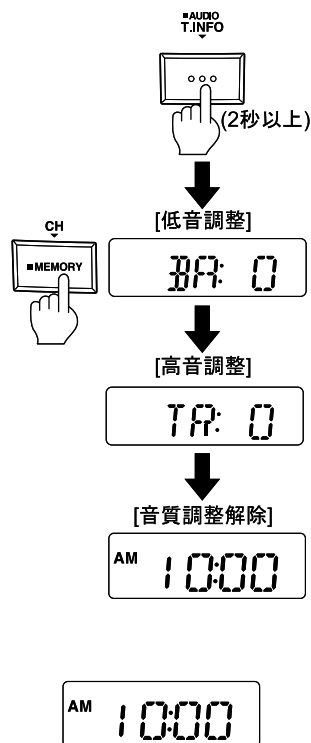 ■AUDIO
T.INFO
(2秒以上)
[低音調整]
CH
■MEMORY
BA: 0
[高音調整]
TR: 0
[音質調整解除]
AM 10:00
AM 10:00